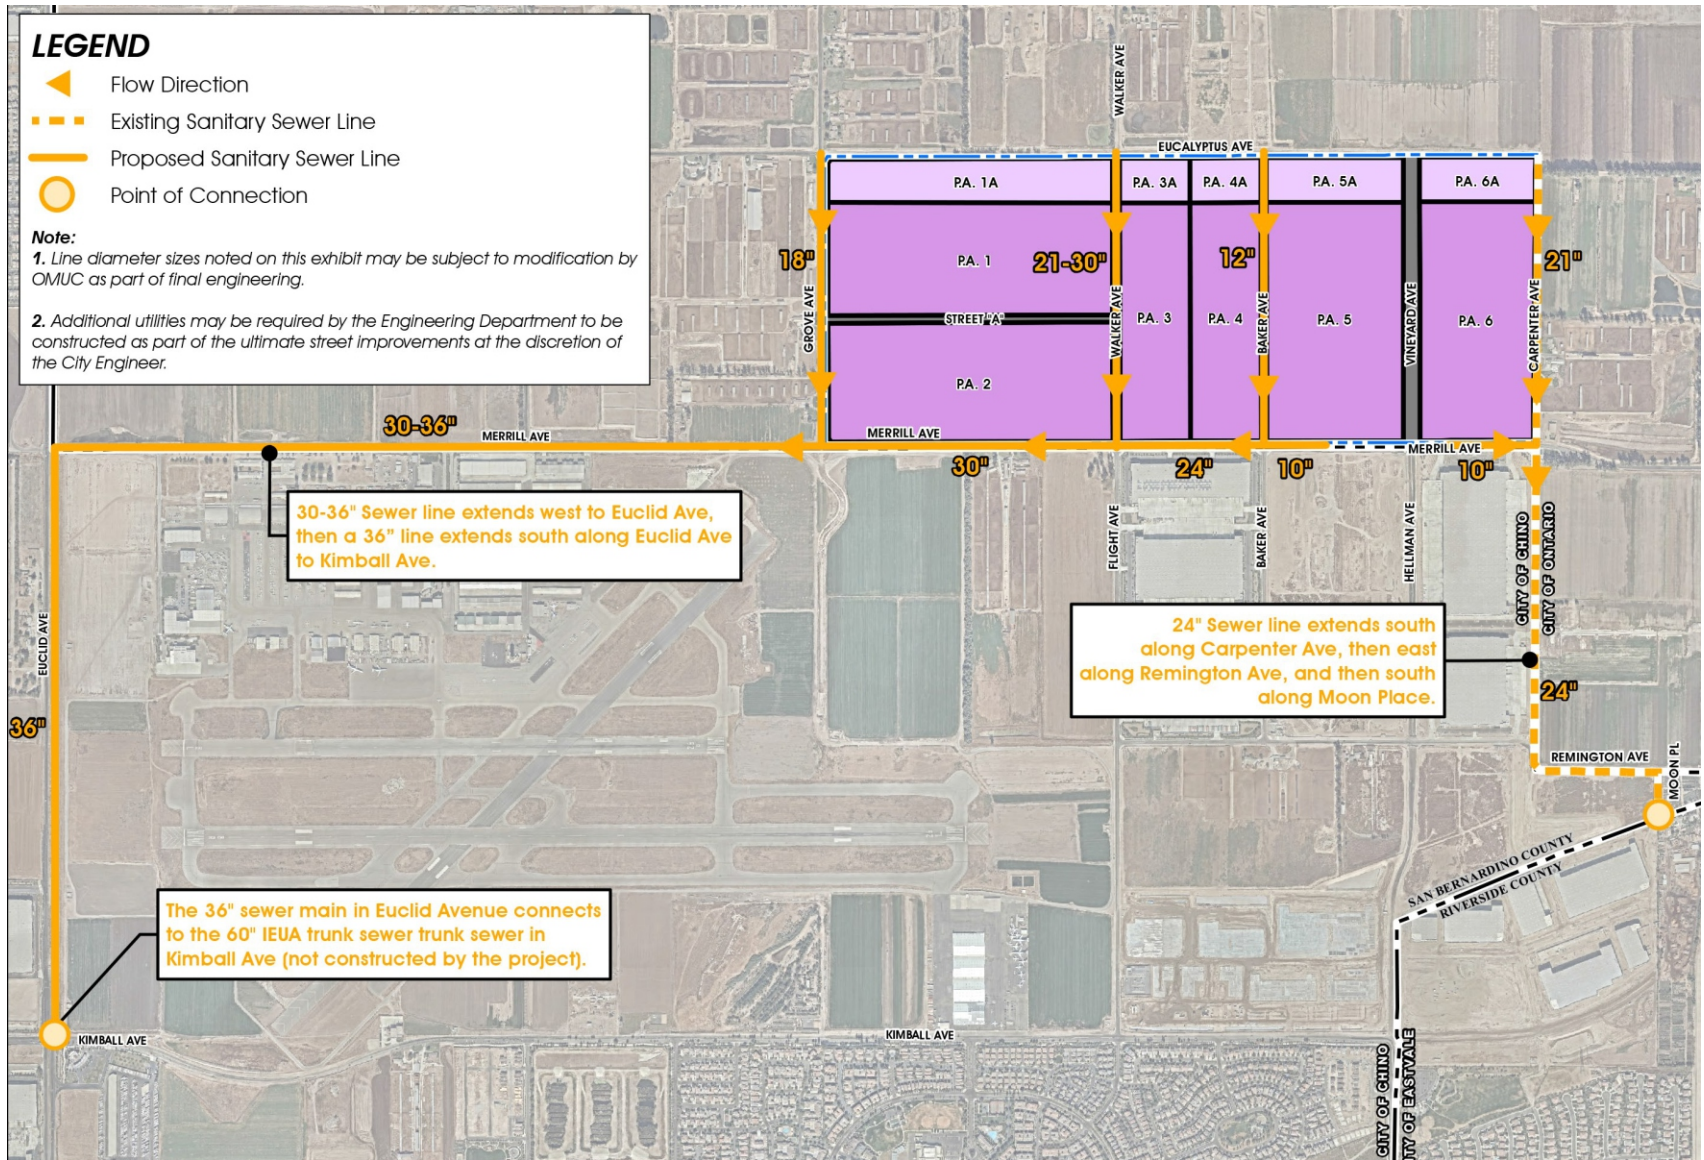 LEGEND
Flow Direction
Existing Sanitary Sewer Line
Proposed Sanitary Sewer Line
Point of Connection
Note:
1. Line diameter sizes noted on this exhibit may be subject to modification by
OMUC as part of final engineering.
2. Additional utilities may be required by the Engineering Department to be
constructed as part of the ultimate street improvements at the discretion of
the City Engineer.
WALKER AVE
EUCALYPTUS AVE
P.A. 1A
P.A. 3A
P.A. 4A
P.A. 5A
P.A. 6A
18"
P.A. 1
21-30"
12"
21"
GROVE AVE
STREET "A"
WALKER AVE
P.A. 3
P.A. 4
BAKER AVE
P.A. 5
VINEYARD AVE
P.A. 6
CARPENTER AVE
P.A. 2
30-36"
MERRILL AVE
MERRILL AVE
MERRILL AVE
30"
24"
10"
10"
30-36" Sewer line extends west to Euclid Ave,
then a 36" line extends south along Euclid Ave
to Kimball Ave.
FLIGHT AVE
BAKER AVE
HELLMAN AVE
CITY OF CHINO
CITY OF ONTARIO
EUCLID AVE
24" Sewer line extends south
along Carpenter Ave, then east
along Remington Ave, and then south
along Moon Place.
24"
36"
REMINGTON AVE
MOON PL
SAN BERNARDINO COUNTY
RIVERSIDE COUNTY
The 36" sewer main in Euclid Avenue connects
to the 60" IEUA trunk sewer trunk sewer in
Kimball Ave (not constructed by the project).
KIMBALL AVE
KIMBALL AVE
CITY OF CHINO
TY OF EASTVALE